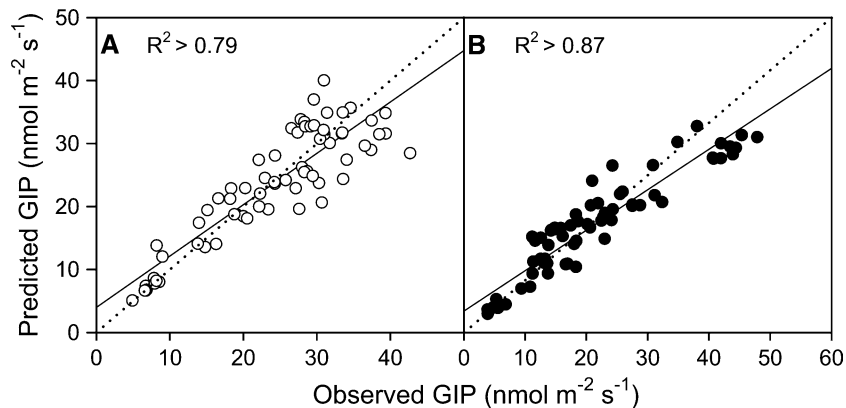 50
A R² > 0.79
B R² > 0.87
40
30
20
10
0
0 10 20 30 40
0 10 20 30 40 50 60
Predicted GIP (nmol m⁻² s⁻¹)
Observed GIP (nmol m⁻² s⁻¹)